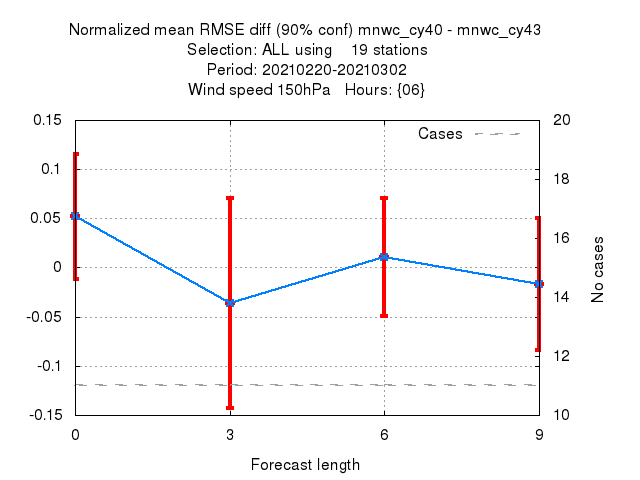 Normalized mean RMSE diff (90% conf) mnwc_cy40 - mnwc_cy43
Selection: ALL using    19 stations
Period: 20210220-20210302
Wind speed 150hPa   Hours: {06}
Cases
0.15
0.1
0.05
0
-0.05
-0.1
-0.15
20
18
16
14
12
10
No cases
0
3
6
9
Forecast length